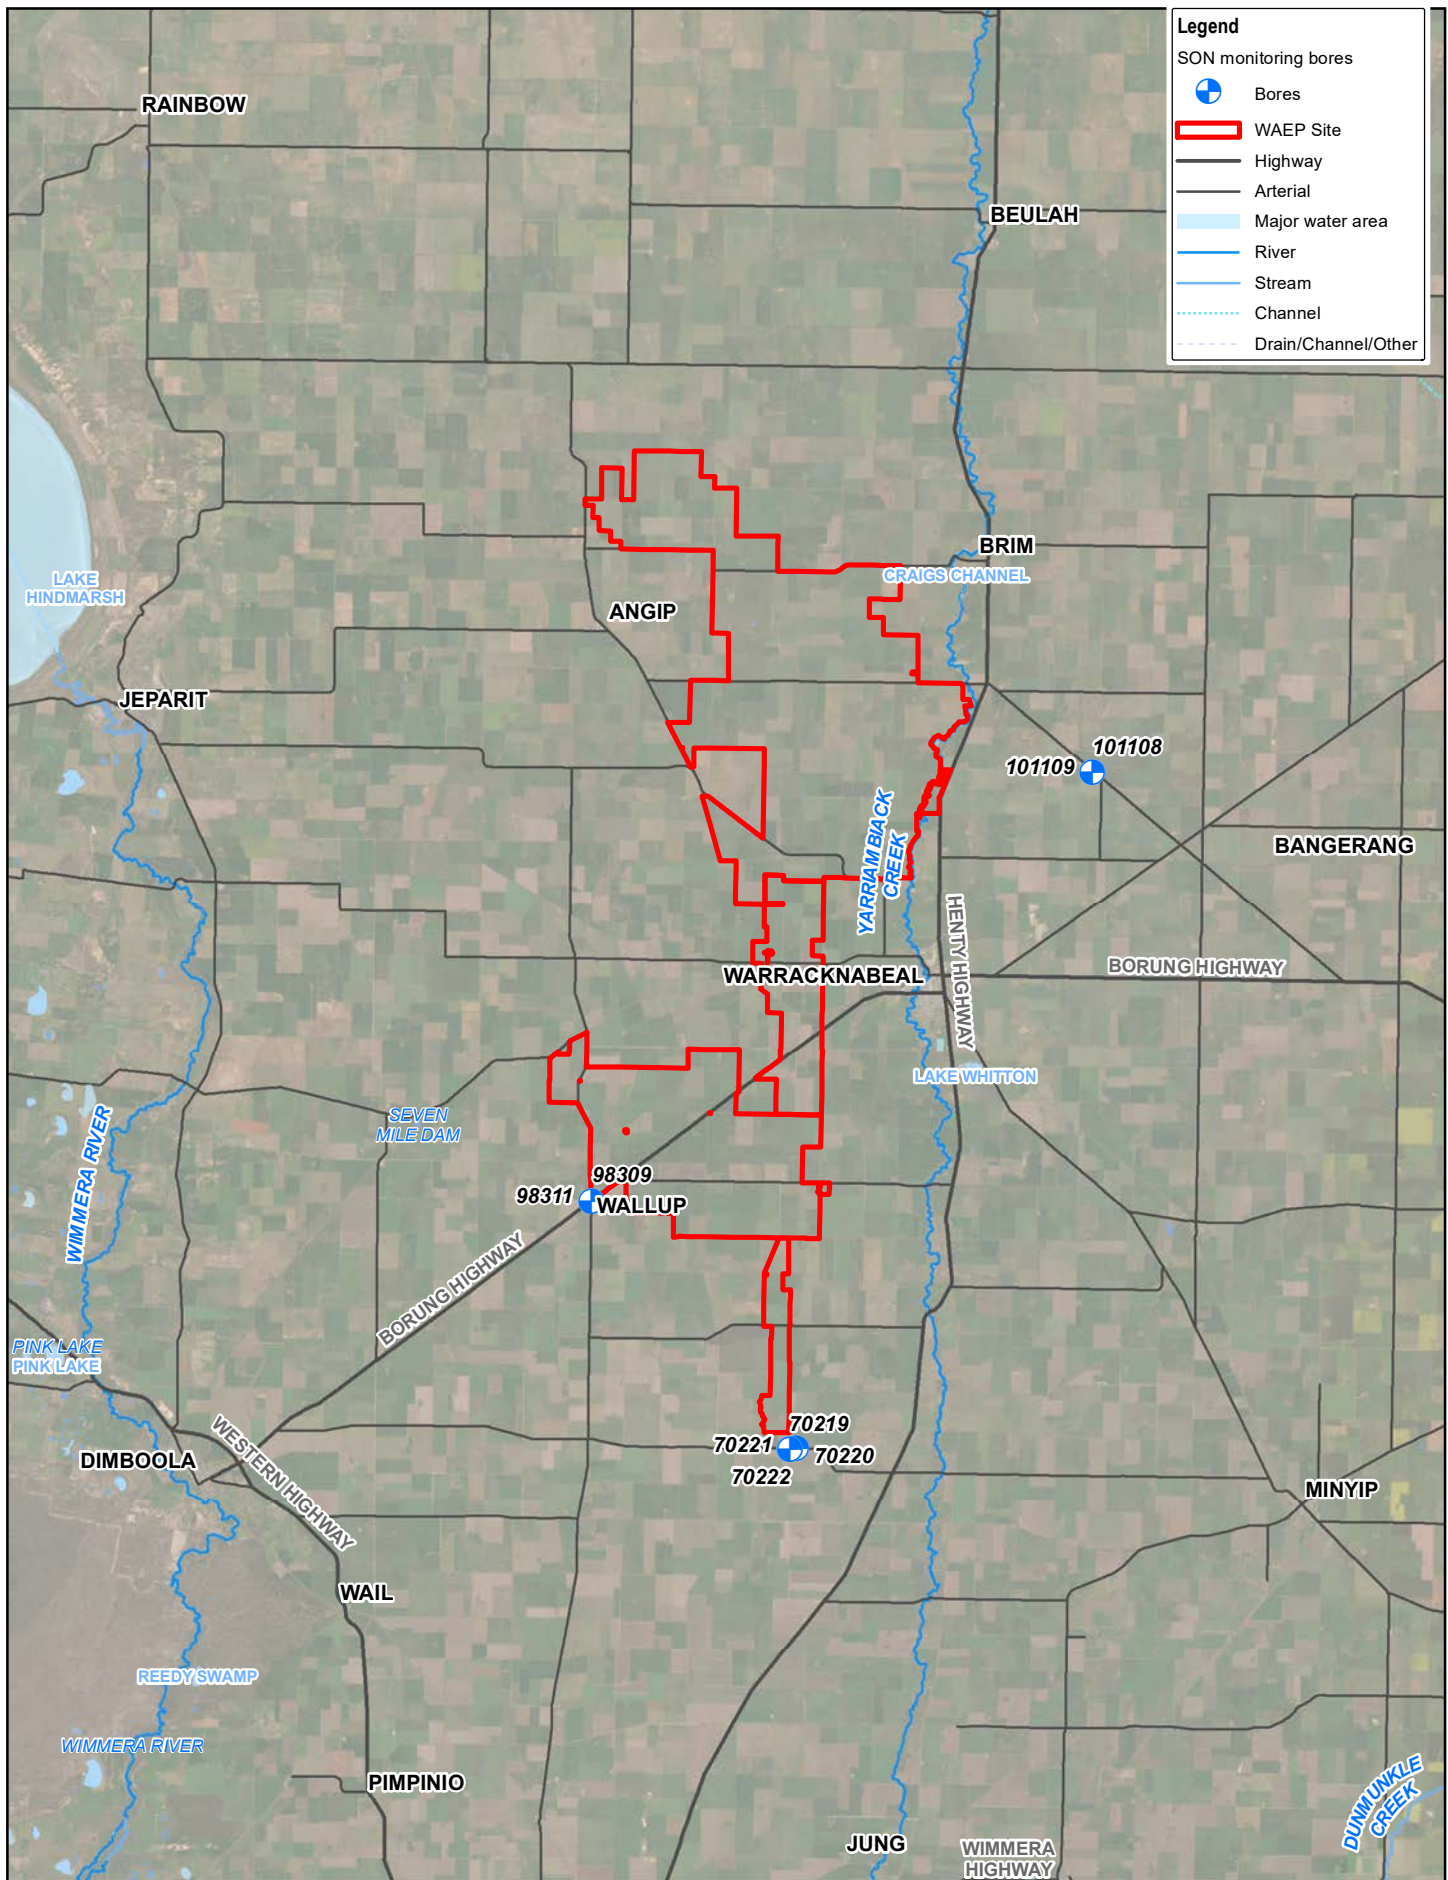 Legend
SON monitoring bores
Bores
WAEP Site
Highway
Arterial
Major water area
River
Stream
Channel
Drain/Channel/Other
RAINBOW
BEULAH
BRIM
CRAIGS CHANNEL
LAKE
HINDMARSH
ANGIP
JEPARIT
101108
101109
YARRIAMBIACK
CREEK
BANGERANG
HENTY HIGHWAY
BORUNG HIGHWAY
WARRACKNABEAL
LAKE WHITTON
SEVEN
MILE DAM
WIMMERA RIVER
98309
98311
WALLUP
BORUNG HIGHWAY
PINK LAKE
PINK LAKE
WESTERN HIGHWAY
DIMBOOLA
70219
70221
70220
70222
MINYIP
WAIL
REEDY SWAMP
WIMMERA RIVER
PIMPINIO
DUNMUNKLE
CREEK
JUNG
WIMMERA
HIGHWAY